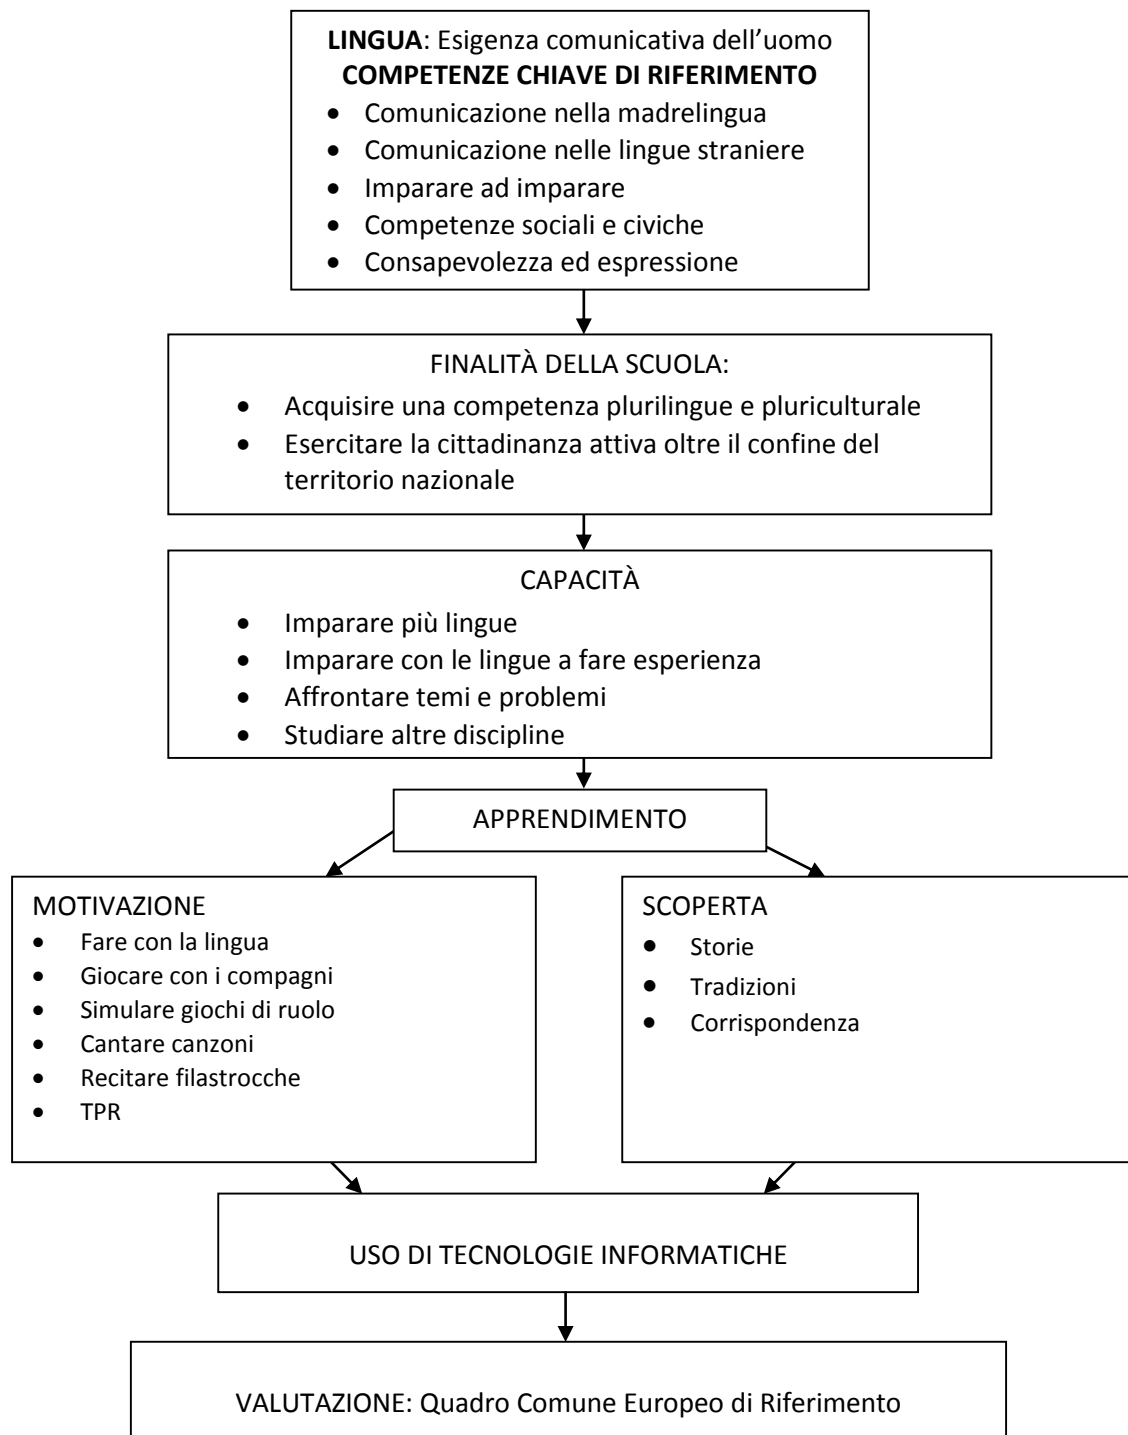 LINGUA: Esigenza comunicativa dell’uomo
COMPETENZE CHIAVE DI RIFERIMENTO
• Comunicazione nella madrelingua
• Comunicazione nelle lingue straniere
• Imparare ad imparare
• Competenze sociali e civiche
• Consapevolezza ed espressione
FINALITÀ DELLA SCUOLA:
• Acquisire una competenza plurilingue e pluriculturale
• Esercitare la cittadinanza attiva oltre il confine del
territorio nazionale
CAPACITÀ
• Imparare più lingue
• Imparare con le lingue a fare esperienza
• Affrontare temi e problemi
• Studiare altre discipline
APPRENDIMENTO
MOTIVAZIONE
• Fare con la lingua
• Giocare con i compagni
• Simulare giochi di ruolo
• Cantare canzoni
• Recitare filastrocche
• TPR
SCOPERTA
• Storie
• Tradizioni
• Corrispondenza
USO DI TECNOLOGIE INFORMATICHE
VALUTAZIONE: Quadro Comune Europeo di Riferimento